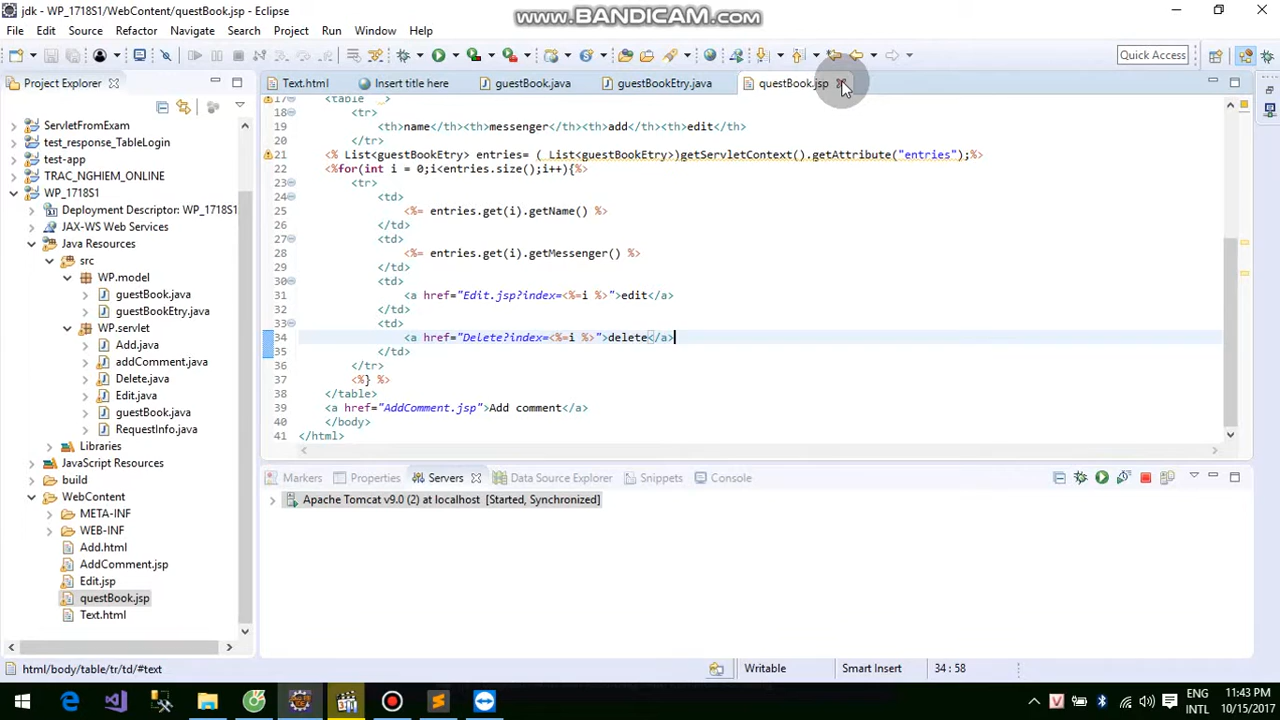 jdk - WP_1718S1/WebContent/questBook.jsp - Eclipse
www.BANDICAM.com
File Edit Source Refactor Navigate Search Project Run Window Help
Quick Access
Project Explorer
Text.html
Insert title here
guestBook.java
guestBookEtry.java
questBook.jsp
ServletFromExam
test_response_TableLogin
test-app
TRAC_NGHIEM_ONLINE
WP_1718S1
Deployment Descriptor: WP_1718S1
JAX-WS Web Services
Java Resources
src
WP.model
guestBook.java
guestBookEtry.java
WP.servlet
Add.java
addComment.java
Delete.java
Edit.java
guestBook.java
RequestInfo.java
Libraries
JavaScript Resources
build
WebContent
META-INF
WEB-INF
Add.html
AddComment.jsp
Edit.jsp
questBook.jsp
Text.html
17 <table >
18 <tr>
19 <th>name</th><th>messenger</th><th>add</th><th>edit</th>
20 </tr>
21 <% List<guestBookEtry> entries= ( List<guestBookEtry>)getServletContext().getAttribute("entries");%>
22 <%for(int i = 0;i<entries.size();i++){%>
23 <tr>
24 <td>
25 <%= entries.get(i).getName() %>
26 </td>
27 <td>
28 <%= entries.get(i).getMessenger() %>
29 </td>
30 <td>
31 <a href="Edit.jsp?index=<%=i %>">edit</a>
32 </td>
33 <td>
34 <a href="Delete?index=<%=i %>">delete</a>
35 </td>
36 </tr>
37 <%} %>
38 </table>
39 <a href="AddComment.jsp">Add comment</a>
40 </body>
41 </html>
Markers Properties Servers Data Source Explorer Snippets Console
Apache Tomcat v9.0 (2) at localhost [Started, Synchronized]
html/body/table/tr/td/#text
Writable
Smart Insert
34 : 58
ENG
INTL
11:43 PM
10/15/2017